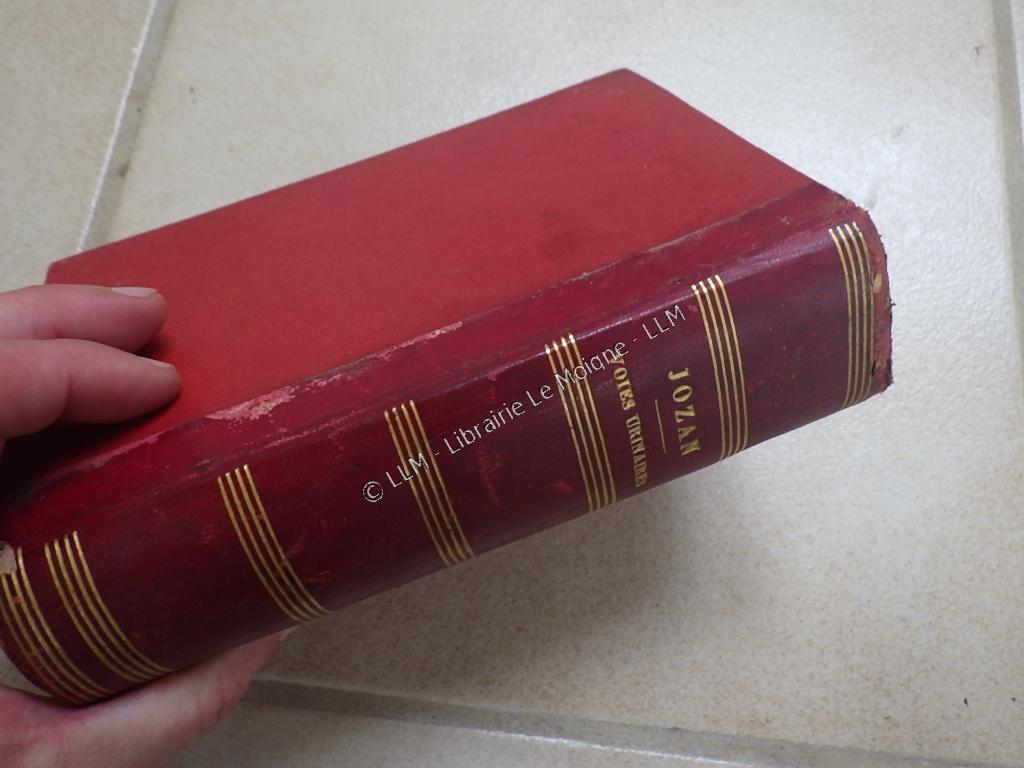 JOZAN
VOIES URINAIRES
© LLM - Librairie Le Moigne - LLM